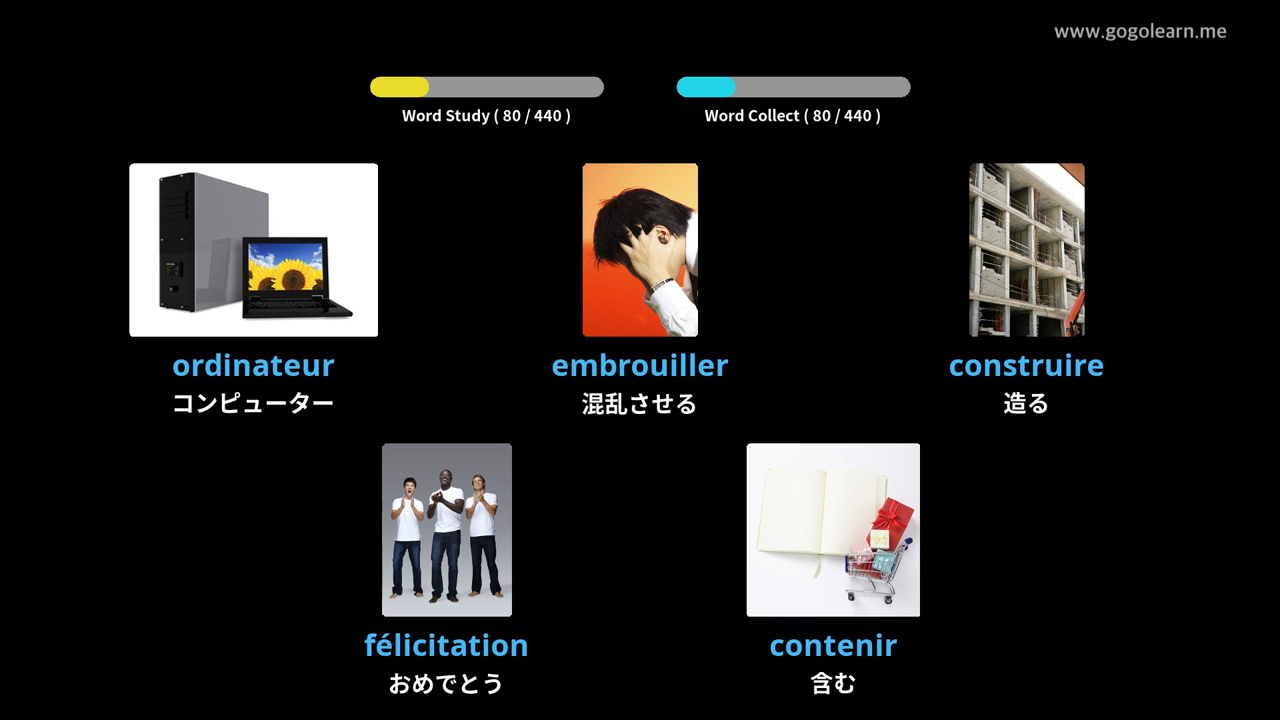 www.gogolearn.me
Word Study ( 80 / 440 )
Word Collect ( 80 / 440 )
ordinateur
コンピューター
embrouiller
混乱させる
construire
造る
félicitation
おめでとう
contenir
含む